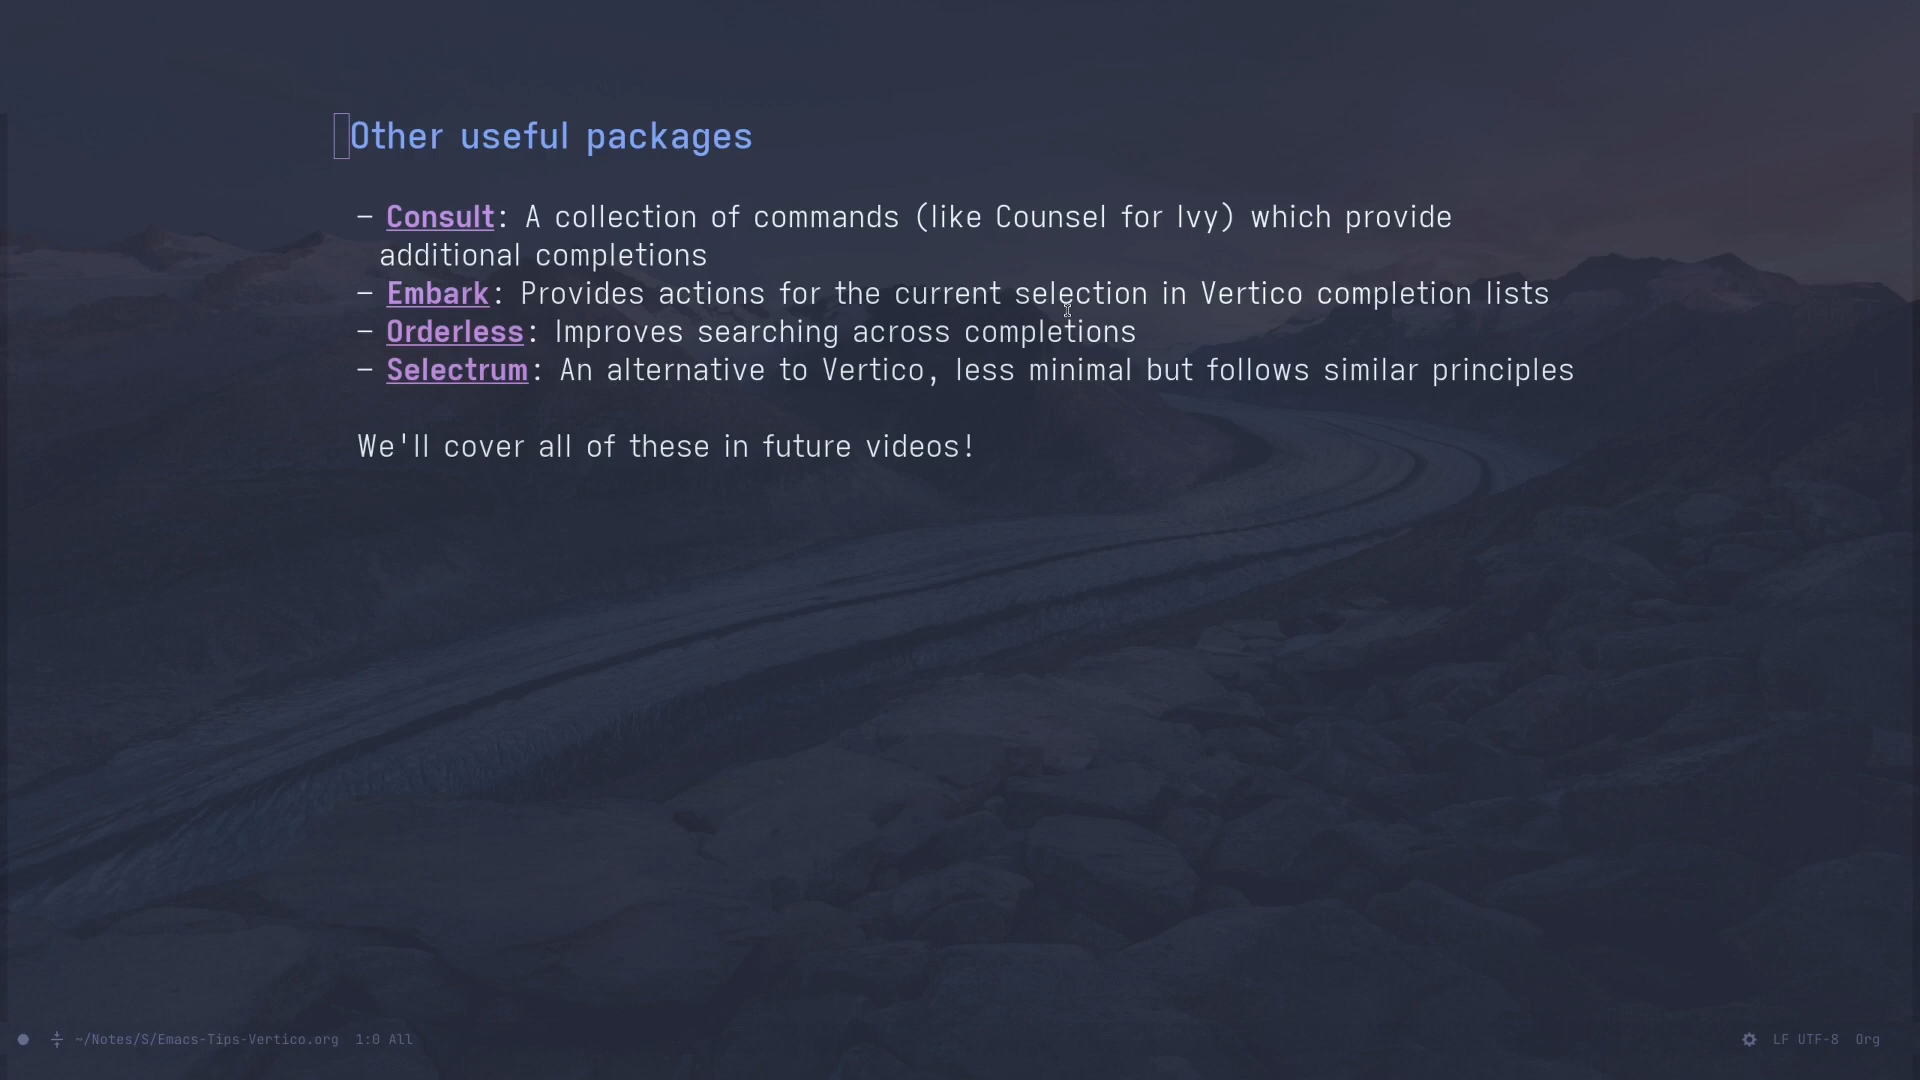 Other useful packages
– Consult: A collection of commands (like Counsel for Ivy) which provide
additional completions
– Embark: Provides actions for the current selection in Vertico completion lists
– Orderless: Improves searching across completions
– Selectrum: An alternative to Vertico, less minimal but follows similar principles
We'll cover all of these in future videos!
~/Notes/S/Emacs-Tips-Vertico.org 1:0 All LF UTF-8 Org